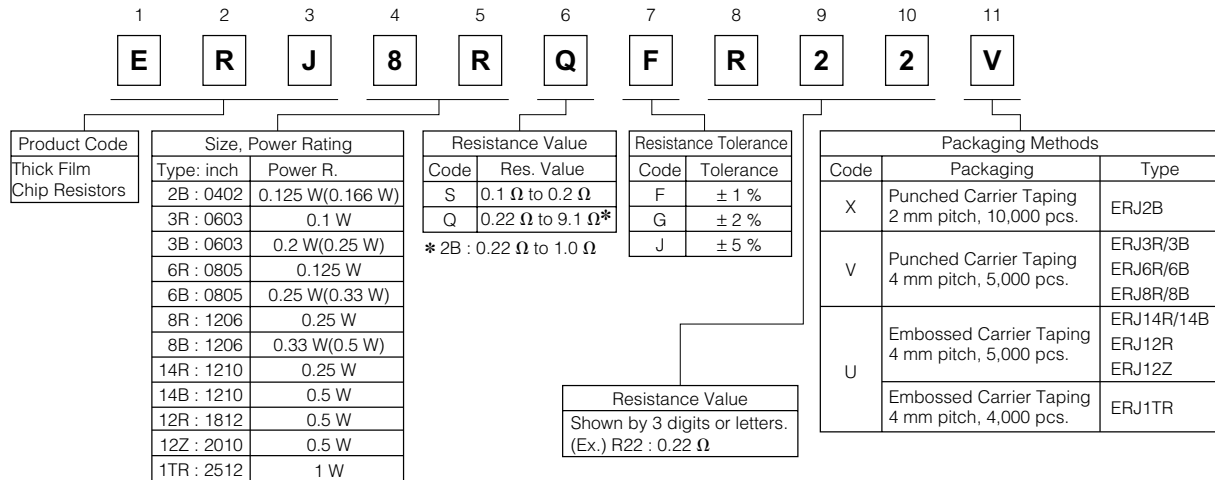 1 2 3 4 5 6 7 8 9 10 11
E R J 8 R Q F R 2 2 V
Product Code
Thick Film
Chip Resistors
Size, Power Rating
Type: inch Power R.
2B : 0402 0.125 W(0.166 W)
3R : 0603 0.1 W
3B : 0603 0.2 W(0.25 W)
6R : 0805 0.125 W
6B : 0805 0.25 W(0.33 W)
8R : 1206 0.25 W
8B : 1206 0.33 W(0.5 W)
14R : 1210 0.25 W
14B : 1210 0.5 W
12R : 1812 0.5 W
12Z : 2010 0.5 W
1TR : 2512 1 W
Resistance Value
Code Res. Value
S 0.1 Ω to 0.2 Ω
Q 0.22 Ω to 9.1 Ω*
* 2B : 0.22 Ω to 1.0 Ω
Resistance Tolerance
Code Tolerance
F ± 1 %
G ± 2 %
J ± 5 %
Resistance Value
Shown by 3 digits or letters.
(Ex.) R22 : 0.22 Ω
Packaging Methods
Code Packaging Type
X Punched Carrier Taping
2 mm pitch, 10,000 pcs. ERJ2B
V Punched Carrier Taping
4 mm pitch, 5,000 pcs.
ERJ3R/3B
ERJ6R/6B
ERJ8R/8B
U Embossed Carrier Taping
4 mm pitch, 5,000 pcs.
ERJ14R/14B
ERJ12R
ERJ12Z
Embossed Carrier Taping
4 mm pitch, 4,000 pcs. ERJ1TR